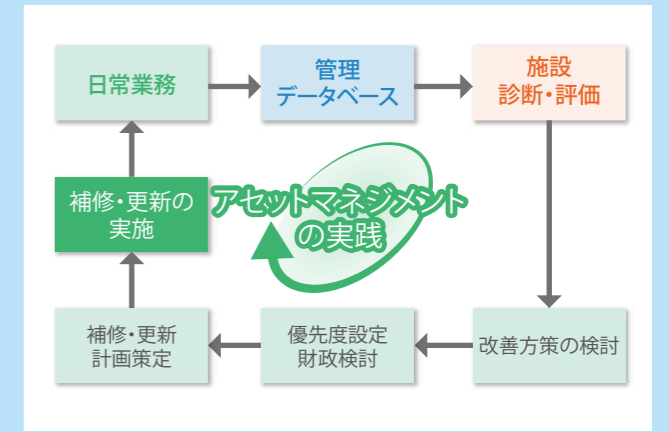 日常業務
管理
データベース
施設
診断・評価
補修・更新の
実施
アセットマネジメント
の実践
補修・更新
計画策定
優先度設定
財政検討
改善方策の検討